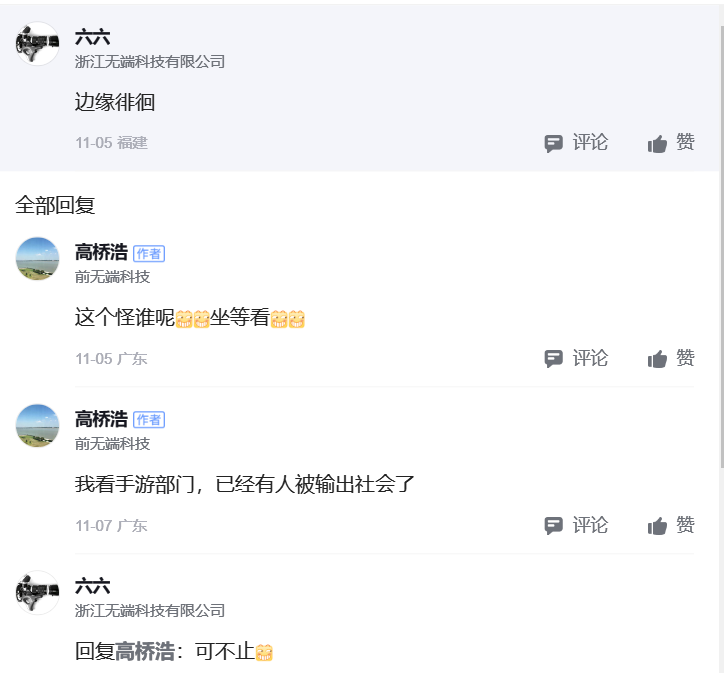 六六
浙江无端科技有限公司
边缘徘徊
11-05 福建
评论 赞
全部回复
高桥浩 作者
前无端科技
这个怪谁呢坐等看
11-05 广东
评论 赞
高桥浩 作者
前无端科技
我看手游部门，已经有人被输出社会了
11-07 广东
评论 赞
六六
浙江无端科技有限公司
回复高桥浩：可不止